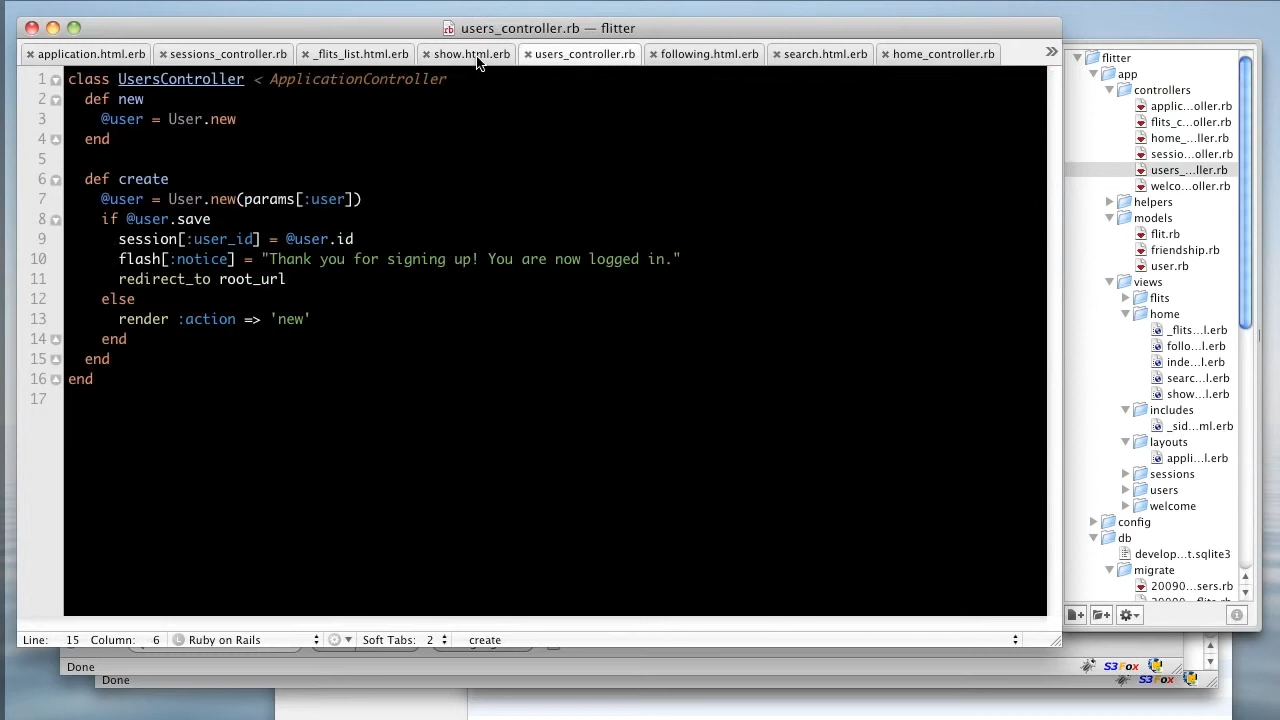 users_controller.rb — flitter
application.html.erb
sessions_controller.rb
_flits_list.html.erb
show.html.erb
users_controller.rb
following.html.erb
search.html.erb
home_controller.rb
1 class UsersController < ApplicationController
2 def new
3 @user = User.new
4 end
5
6 def create
7 @user = User.new(params[:user])
8 if @user.save
9 session[:user_id] = @user.id
10 flash[:notice] = "Thank you for signing up! You are now logged in."
11 redirect_to root_url
12 else
13 render :action => 'new'
14 end
15 end
16 end
17
Line: 15 Column: 6 Ruby on Rails Soft Tabs: 2 create
flitter
app
controllers
applic...oller.rb
flits_c...oller.rb
home_...ller.rb
sessio...oller.rb
users_...ller.rb
welco...oller.rb
helpers
models
flit.rb
friendship.rb
user.rb
views
flits
home
_flits...l.erb
follo...l.erb
inde...l.erb
searc...l.erb
show...l.erb
includes
_sid...ml.erb
layouts
appli...l.erb
sessions
users
welcome
config
db
develop...t.sqlite3
migrate
20090...sers.rb
Done
S3Fox
Done
S3Fox